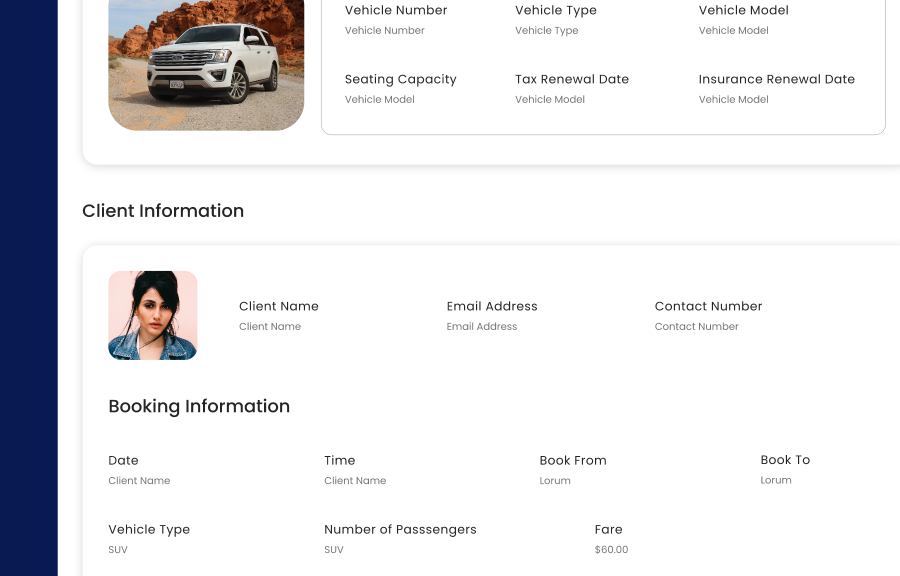 Vehicle Number Vehicle Type Vehicle Model
Vehicle Number Vehicle Type Vehicle Model
Seating Capacity Tax Renewal Date Insurance Renewal Date
Vehicle Model Vehicle Model Vehicle Model
Client Information
Client Name Email Address Contact Number
Client Name Email Address Contact Number
Booking Information
Date Time Book From Book To
Client Name Client Name Lorum Lorum
Vehicle Type Number of Passsengers Fare
SUV SUV $60.00